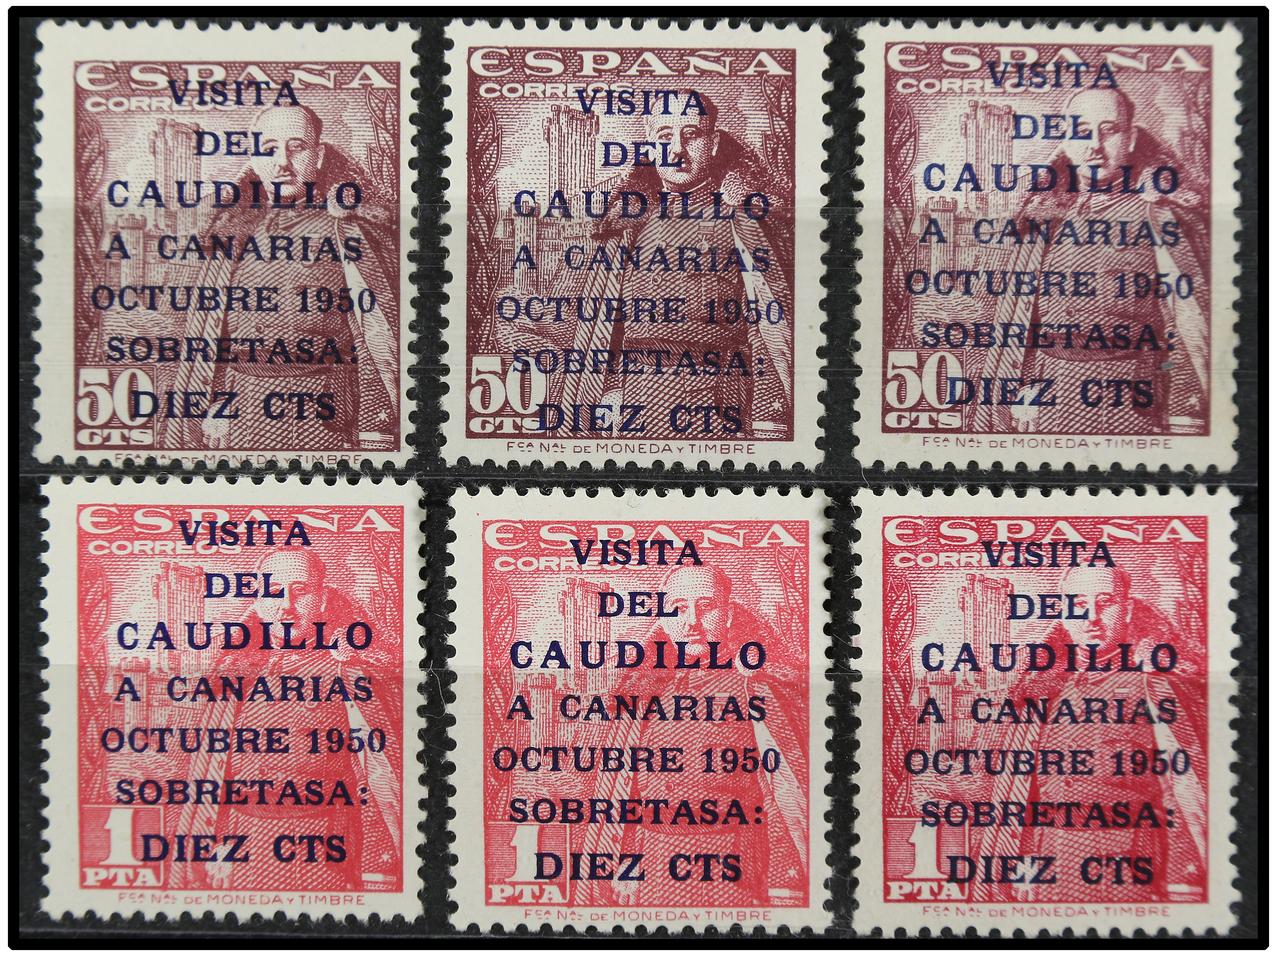 ESPAÑA
CORREOS
VISITA
DEL
CAUDILLO
A CANARIAS
OCTUBRE 1950
SOBRETASA:
50 DIEZ CTS
CTS
FCA NAL DE MONEDA Y TIMBRE
ESPAÑA
CORREOS
VISITA
DEL
CAUDILLO
A CANARIAS
OCTUBRE 1950
SOBRETASA:
50
CTS DIEZ CTS
FCA NAL DE MONEDA Y TIMBRE
ESPAÑA
VISITA
CORREOS
DEL
CAUDILLO
A CANARIAS
OCTUBRE 1950
SOBRETASA:
50 DIEZ CTS
CTS
FCA NAL DE MONEDA Y TIMBRE
ESPAÑA
VISITA
CORREOS
DEL
CAUDILLO
A CANARIAS
OCTUBRE 1950
SOBRETASA:
1 DIEZ CTS
PTA
FCA NAL DE MONEDA Y TIMBRE
ESPAÑA
CORREOS
VISITA
DEL
CAUDILLO
A CANARIAS
OCTUBRE 1950
SOBRETASA:
1 DIEZ CTS
PTA
FCA NAL DE MONEDA Y TIMBRE
ESPAÑA
CORREOS
VISITA
DEL
CAUDILLO
A CANARIAS
OCTUBRE 1950
SOBRETASA:
1 DIEZ CTS
PTA
FCA NAL DE MONEDA Y TIMBRE